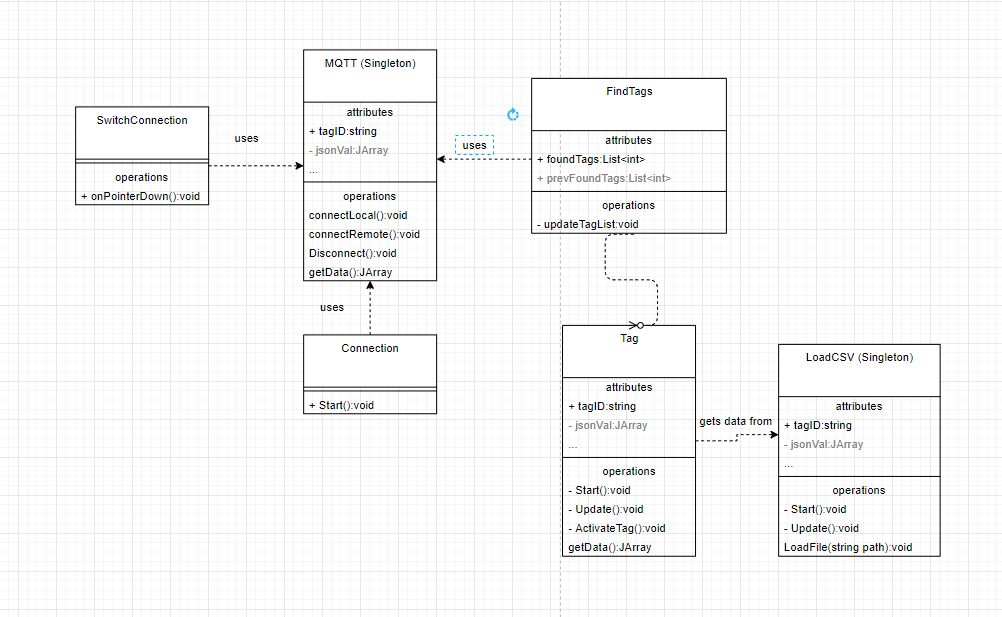 SwitchConnection
operations
+ onPointerDown():void
uses
MQTT (Singleton)
attributes
+ tagID:string
- jsonVal:JArray
...
operations
connectLocal():void
connectRemote():void
Disconnect():void
getData():JArray
uses
Connection
+ Start():void
uses
FindTags
attributes
+ foundTags:List<int>
+ prevFoundTags:List<int>
operations
- updateTagList:void
Tag
attributes
+ tagID:string
- jsonVal:JArray
...
operations
- Start():void
- Update():void
- ActivateTag():void
getData():JArray
gets data from
LoadCSV (Singleton)
attributes
+ tagID:string
- jsonVal:JArray
...
operations
- Start():void
- Update():void
LoadFile(string path):void